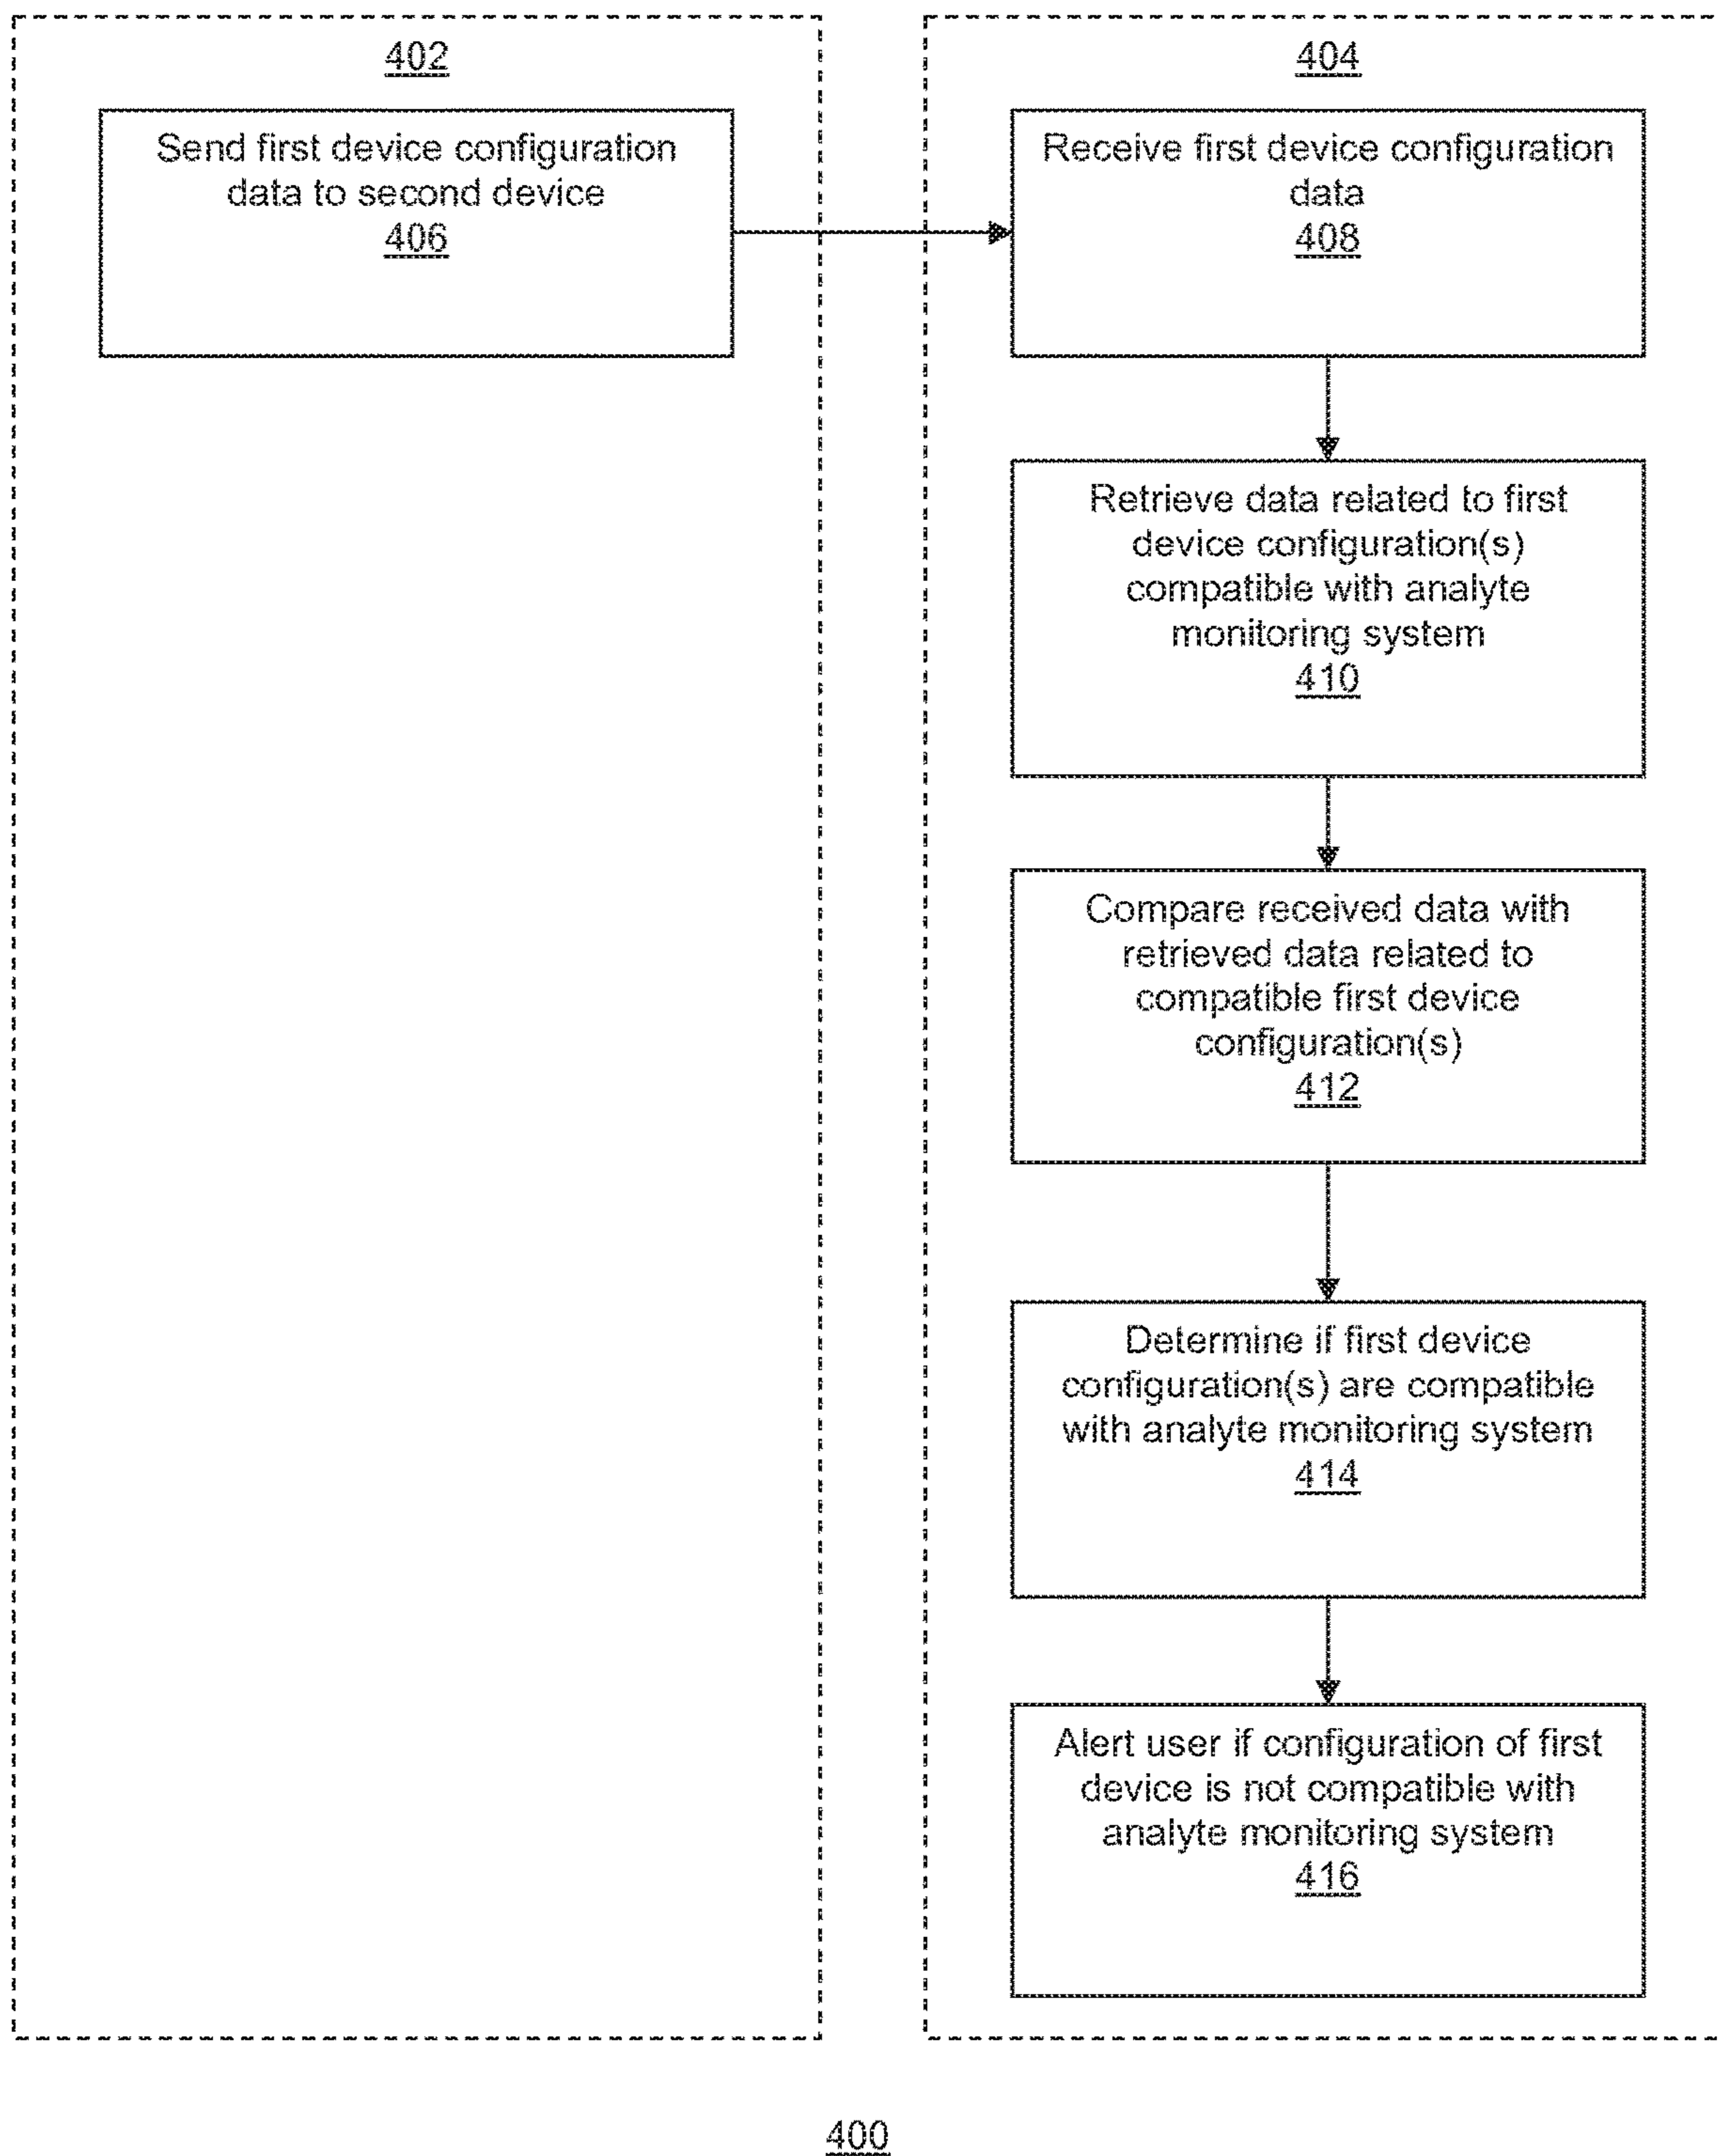 402
Send first device configuration
data to second device
406
404
Receive first device configuration
data
408
Retrieve data related to first
device configuration(s)
compatible with analyte
monitoring system
410
Compare received data with
retrieved data related to
compatible first device
configuration(s)
412
Determine if first device
configuration(s) are compatible
with analyte monitoring system
414
Alert user if configuration of first
device is not compatible with
analyte monitoring system
416
400